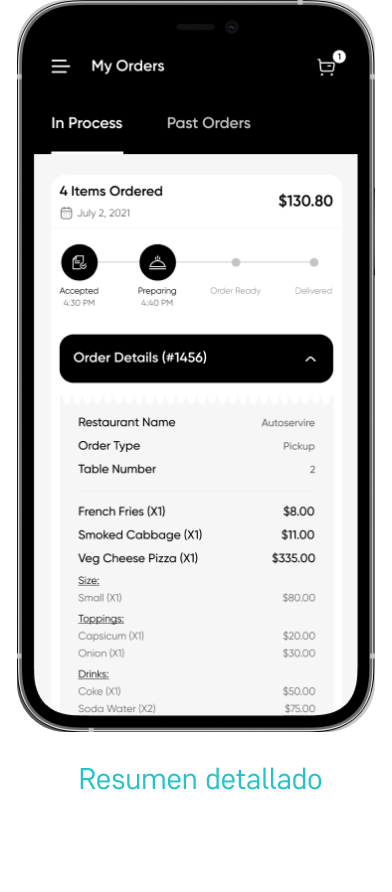 My Orders
1
In Process Past Orders
4 Items Ordered
$130.80
July 2, 2021
Accepted Preparing Order Ready Delivered
4:30 PM 4:40 PM
Order Details (#1456)
Restaurant Name Autoservire
Order Type Pickup
Table Number 2
French Fries (X1) $8.00
Smoked Cabbage (X1) $11.00
Veg Cheese Pizza (X1) $335.00
Size:
Small (X1) $80.00
Toppings:
Capsicum (X1) $20.00
Onion (X1) $30.00
Drinks:
Coke (X1) $50.00
Soda Water (X2) $75.00
Resumen detallado